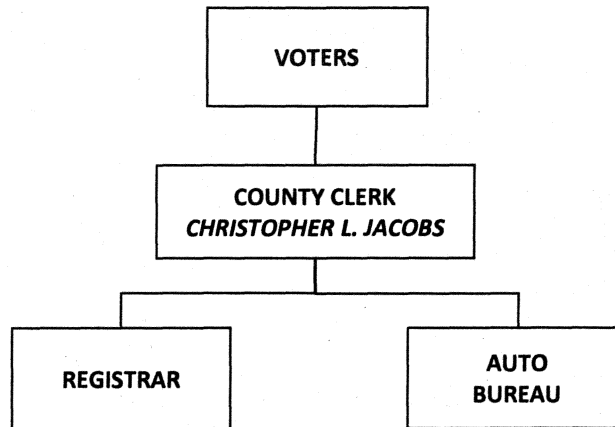 VOTERS
COUNTY CLERK
CHRISTOPHER L. JACOBS
REGISTRAR
AUTO
BUREAU